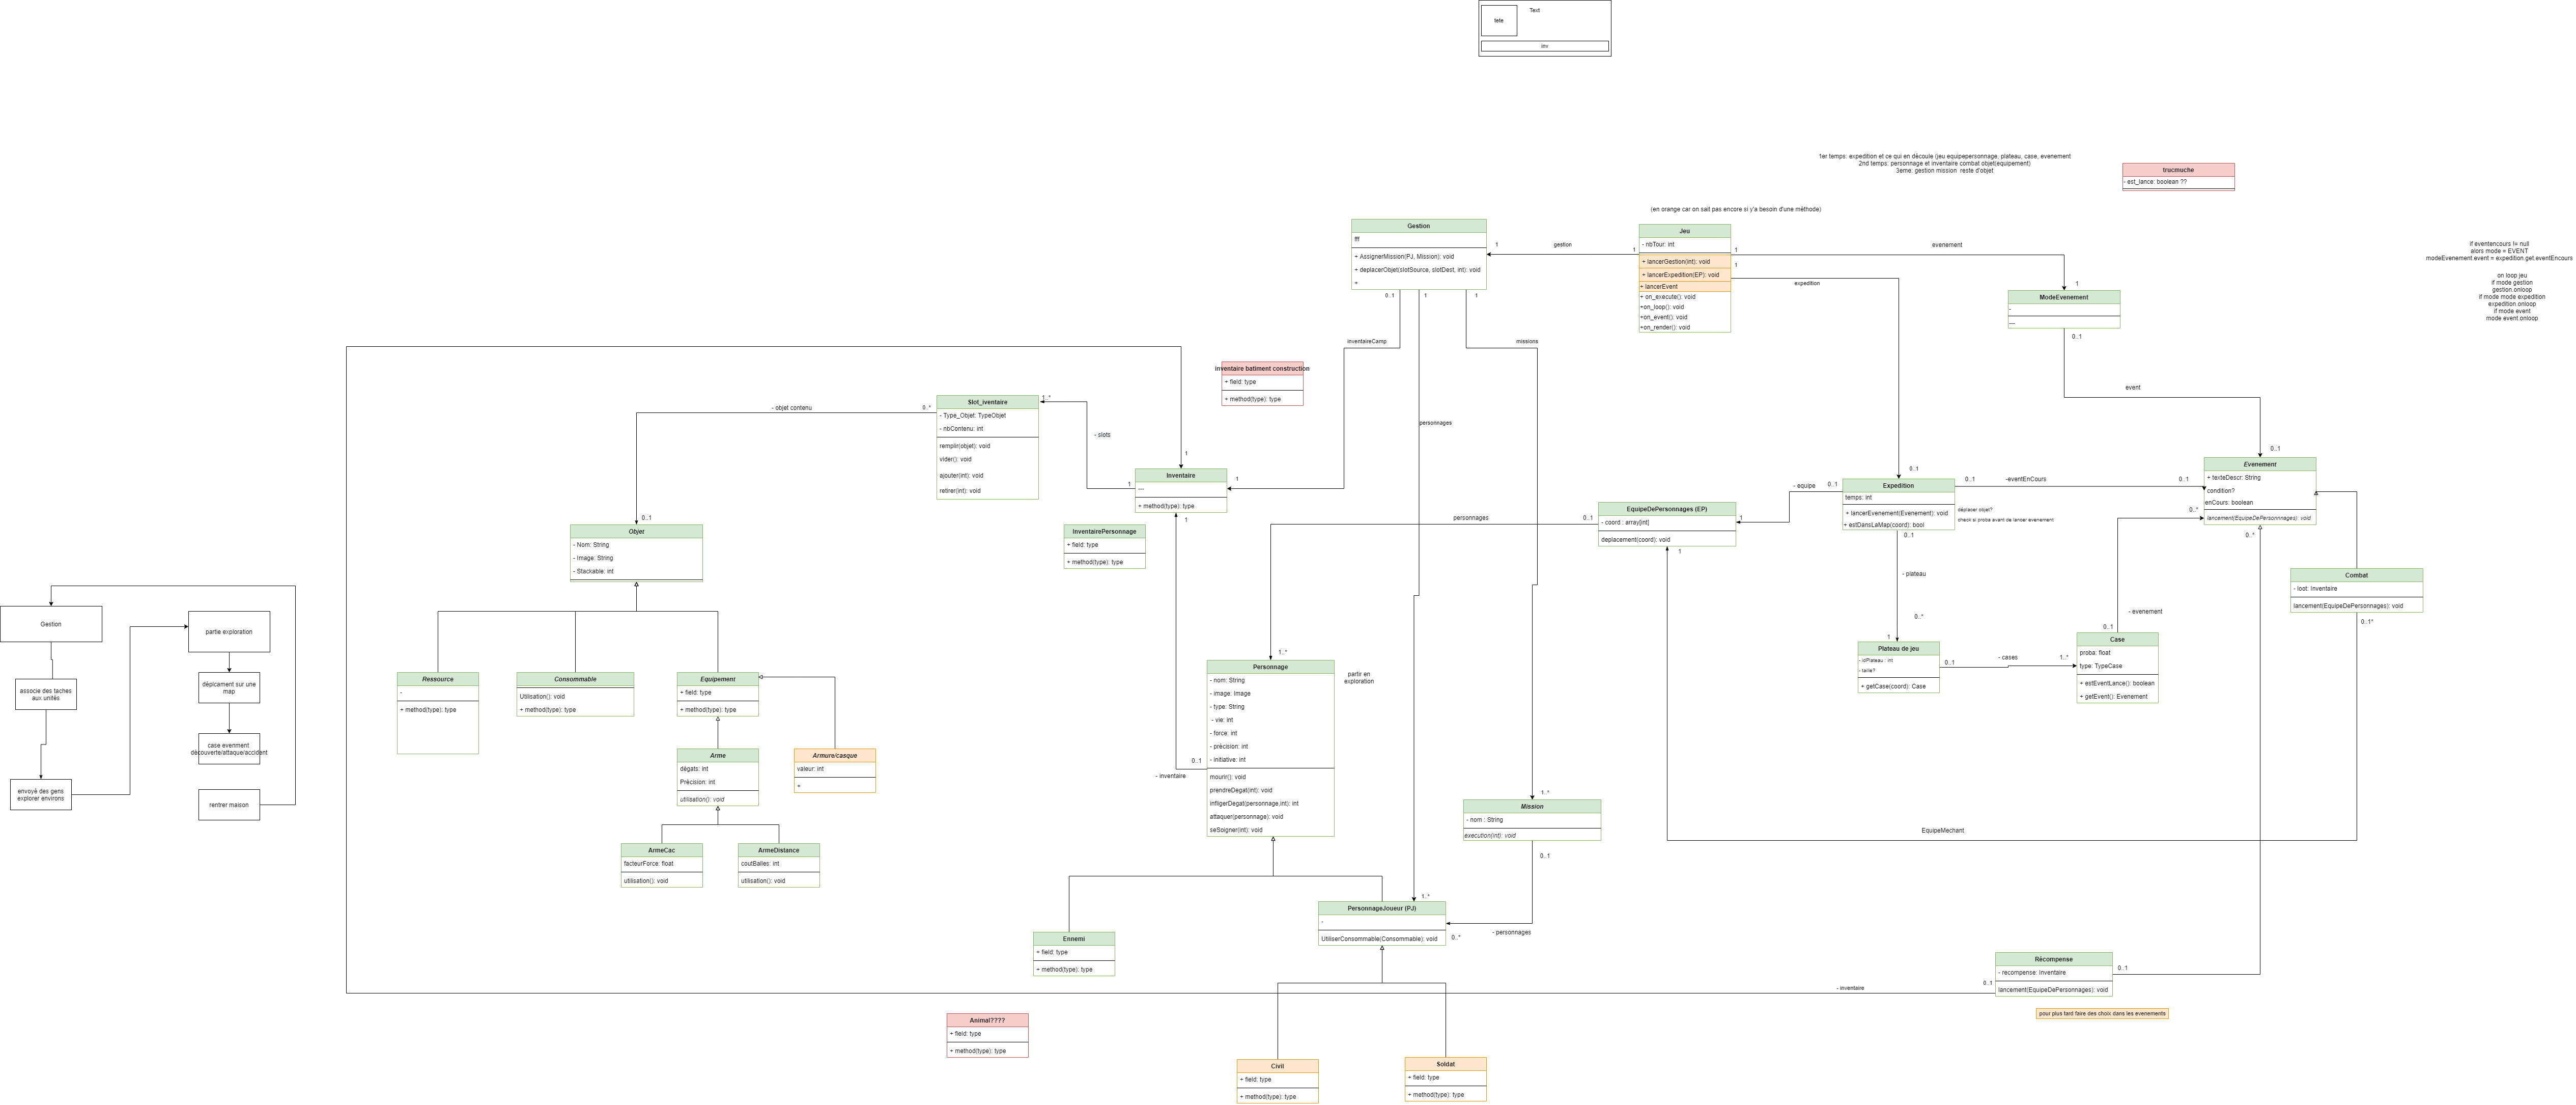 tete
Text
linv
1er temps: expedition et ce qui en découle (jeu equipepersonnage, plateau, case, evenement
2nd temps: personnage et inventaire combat objet(equipement)
3eme: gestion mission reste d'objet
trucmuche
- est_lance: boolean ??
(en orange car on sait pas encore si y'a besoin d'une méthode)
Gestion
fff
+ AssignerMission(PJ, Mission): void
+ deplacerObjet(slotSource, slotDest, int): void
+
0..1
1
1
1
gestion
1
Jeu
- nbTour: int
+ lancerGestion(int): void
+ lancerExpedition(EP): void
+ lancerEvent
+ on_execute(): void
+on_loop(): void
+on_event(): void
+on_render(): void
1
evenement
1
expedition
1
ModeEvenement
-
---
0..1
event
0..1
if eventencours != null
alors mode = EVENT
modeEvenement.event = expedition.get.eventEncours
on loop jeu
if mode gestion
gestion.onloop
if mode mode expedition
expedition.onloop
if mode event
mode event.onloop
inventaireCamp
missions
personnages
inventaire batiment construction
+ field: type
+ method(type): type
- objet contenu
0..*
Slot_iventaire
- Type_Objet: TypeObjet
- nbContenu: int
remplir(objet): void
vider(): void
ajouter(int): void
retirer(int): void
1..*
- slots
1
1
1
Inventaire
---
+ method(type): type
1
InventairePersonnage
+ field: type
+ method(type): type
0..1
Objet
- Nom: String
- Image: String
- Stackable: int
Ressource
-
+ method(type): type
Consommable
Utilisation(): void
+ method(type): type
Equipement
+ field: type
+ method(type): type
Arme
dégats: int
Précision: int
utilisation(): void
Armure/casque
valeur: int
+
ArmeCac
facteurForce: float
utilisation(): void
ArmeDistance
coutBalles: int
utilisation(): void
Gestion
associe des taches
aux unités
envoyé des gens
explorer environs
partie exploration
déplcament sur une
map
case evenment
découverte/attaque/accident
rentrer maison
personnages
0..1
EquipeDePersonnages (EP)
- coord : array[int]
deplacement(coord): void
1
1
- equipe
0..1
0..1
Expedition
temps: int
+ lancerEvenement(Evenement): void
+ estDansLaMap(coord): bool
déplacer objet?
check si proba avant de lancer evenement
0..1
-eventEnCours
0..1
0..1
- plateau
0..*
1
Evenement
+ texteDescr: String
condition?
enCours: boolean
lancement(EquipeDePersonnnages): void
0..*
0..*
Combat
- loot: Inventaire
lancement(EquipeDePersonnages): void
0..1*
EquipeMechant
Plateau de jeu
- idPlateau : int
- taille?
+ getCase(coord): Case
0..1
- cases
1..*
- evenement
0..1
Case
proba: float
type: TypeCase
+ estEventLance(): boolean
+ getEvent(): Evenement
1..*
Personnage
- nom: String
- image: Image
- type: String
- vie: int
- force: int
- précision: int
- initiative: int
mourir(): void
prendreDegat(int): void
infligerDegat(personnage,int): int
attaquer(personnage): void
seSoigner(int): void
partir en
exploration
0..1
- inventaire
1..*
Mission
- nom : String
execution(int): void
0..1
- personnages
0..*
1..*
PersonnageJoueur (PJ)
-
UtiliserConsommable(Consommable): void
Ennemi
+ field: type
+ method(type): type
Animal????
+ field: type
+ method(type): type
Civil
+ field: type
+ method(type): type
Soldat
+ field: type
+ method(type): type
- inventaire
0..1
Récompense
- recompense: Inventaire
lancement(EquipeDePersonnages): void
0..1
pour plus tard faire des choix dans les evenements